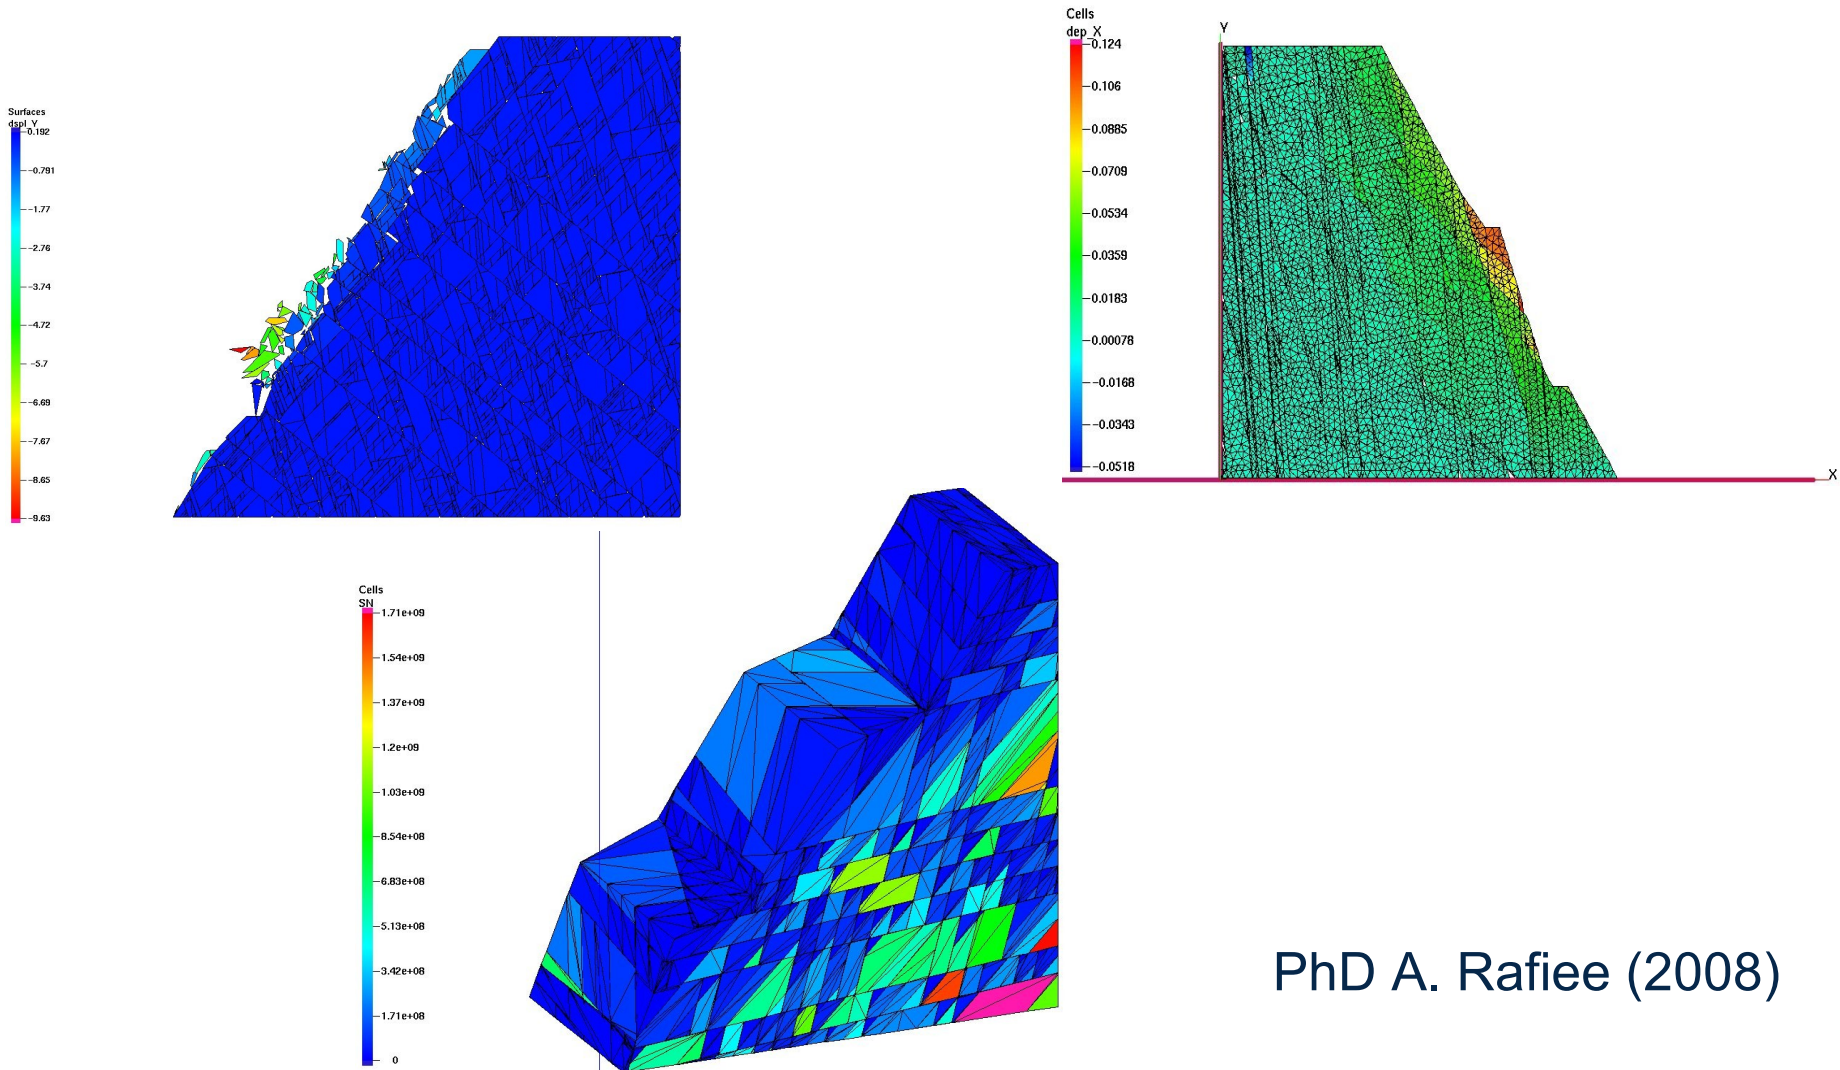 Surfaces
dspl_Y
0.192
-0.791
-1.77
-2.76
-3.74
-4.72
-5.7
-6.69
-7.67
-8.65
-9.63
Cells
dep_X
0.124
0.106
0.0885
0.0709
0.0534
0.0359
0.0183
0.00078
-0.0168
-0.0343
-0.0518
Y
X
Cells
SN
1.71e+09
1.54e+09
1.37e+09
1.2e+09
1.03e+09
8.54e+08
6.83e+08
5.13e+08
3.42e+08
1.71e+08
0
PhD A. Rafiee (2008)